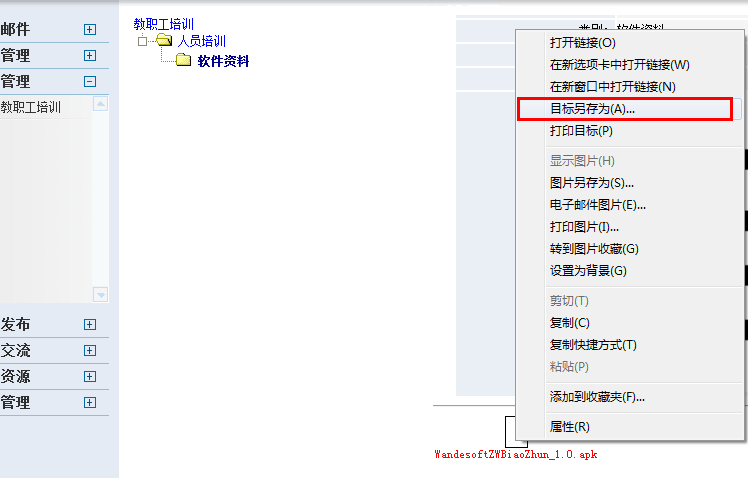 教职工培训
人员培训
软件资料
邮件
管理
管理
教职工培训
发布
交流
资源
管理
类别: 软件资料
打开链接(O)
在新选项卡中打开链接(W)
在新窗口中打开链接(N)
目标另存为(A)...
打印目标(P)
显示图片(H)
图片另存为(S)...
电子邮件图片(E)...
打印图片(I)...
转到图片收藏(G)
设置为背景(G)
剪切(T)
复制(C)
复制快捷方式(T)
粘贴(P)
添加到收藏夹(F)...
属性(R)
WandesoftZWBiaoZhun_1.0.apk